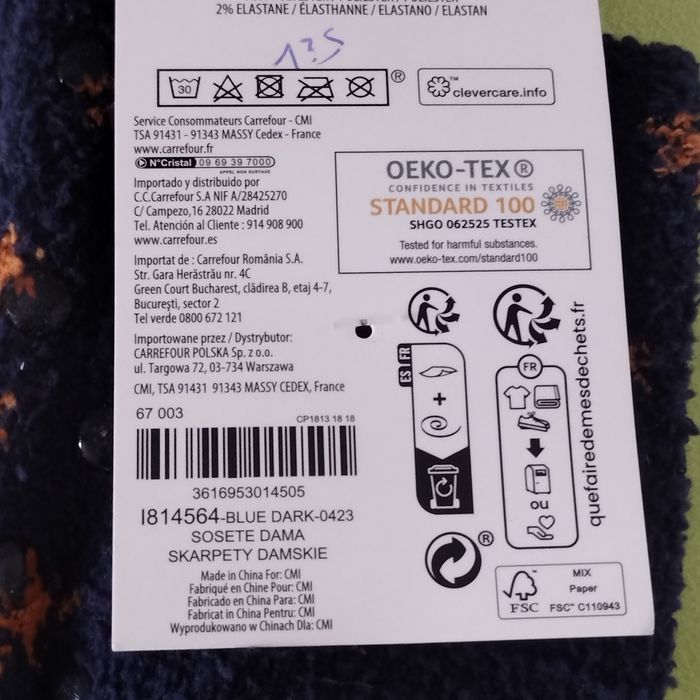 2% ELASTANE / ÉLASTHANNE / ELASTANO / ELASTAN
30
®
™
clevercare.info
Service Consommateurs Carrefour - CMI
TSA 91431 - 91343 MASSY Cedex - France
www.carrefour.fr
N°Cristal 09 69 39 7000
APPEL NON SURTAXÉ
Importado y distribuido por
C.C.Carrefour S.A NIF A/28425270
C/ Campezo,16 28022 Madrid
Tel. Atención al Cliente : 914 908 900
www.carrefour.es
Importat de : Carrefour România S.A.
Str. Gara Herăstrău nr. 4C
Green Court Bucharest, clădirea B, etaj 4-7,
Bucureşti, sector 2
Tel verde 0800 672 121
Importowane przez / Dystrybutor:
CARREFOUR POLSKA Sp. z o.o.
ul. Targowa 72, 03-734 Warszawa
CMI, TSA 91431 91343 MASSY CEDEX, France
OEKO-TEX®
CONFIDENCE IN TEXTILES
STANDARD 100
SHGO 062525 TESTEX
Tested for harmful substances.
www.oeko-tex.com/standard100
ES FR
+
FR
ou
quefairedemesdechets.fr
67 003
CP1813 18 18
3616953014505
I814564-BLUE DARK-0423
SOSETE DAMA
SKARPETY DAMSKIE
Made in China For: CMI
Fabriqué en Chine Pour: CMI
Fabricado en China Para: CMI
Fabricat in China Pentru: CMI
Wyprodukowano w Chinach Dla: CMI
®
FSC
MIX
Paper
FSC™ C110943